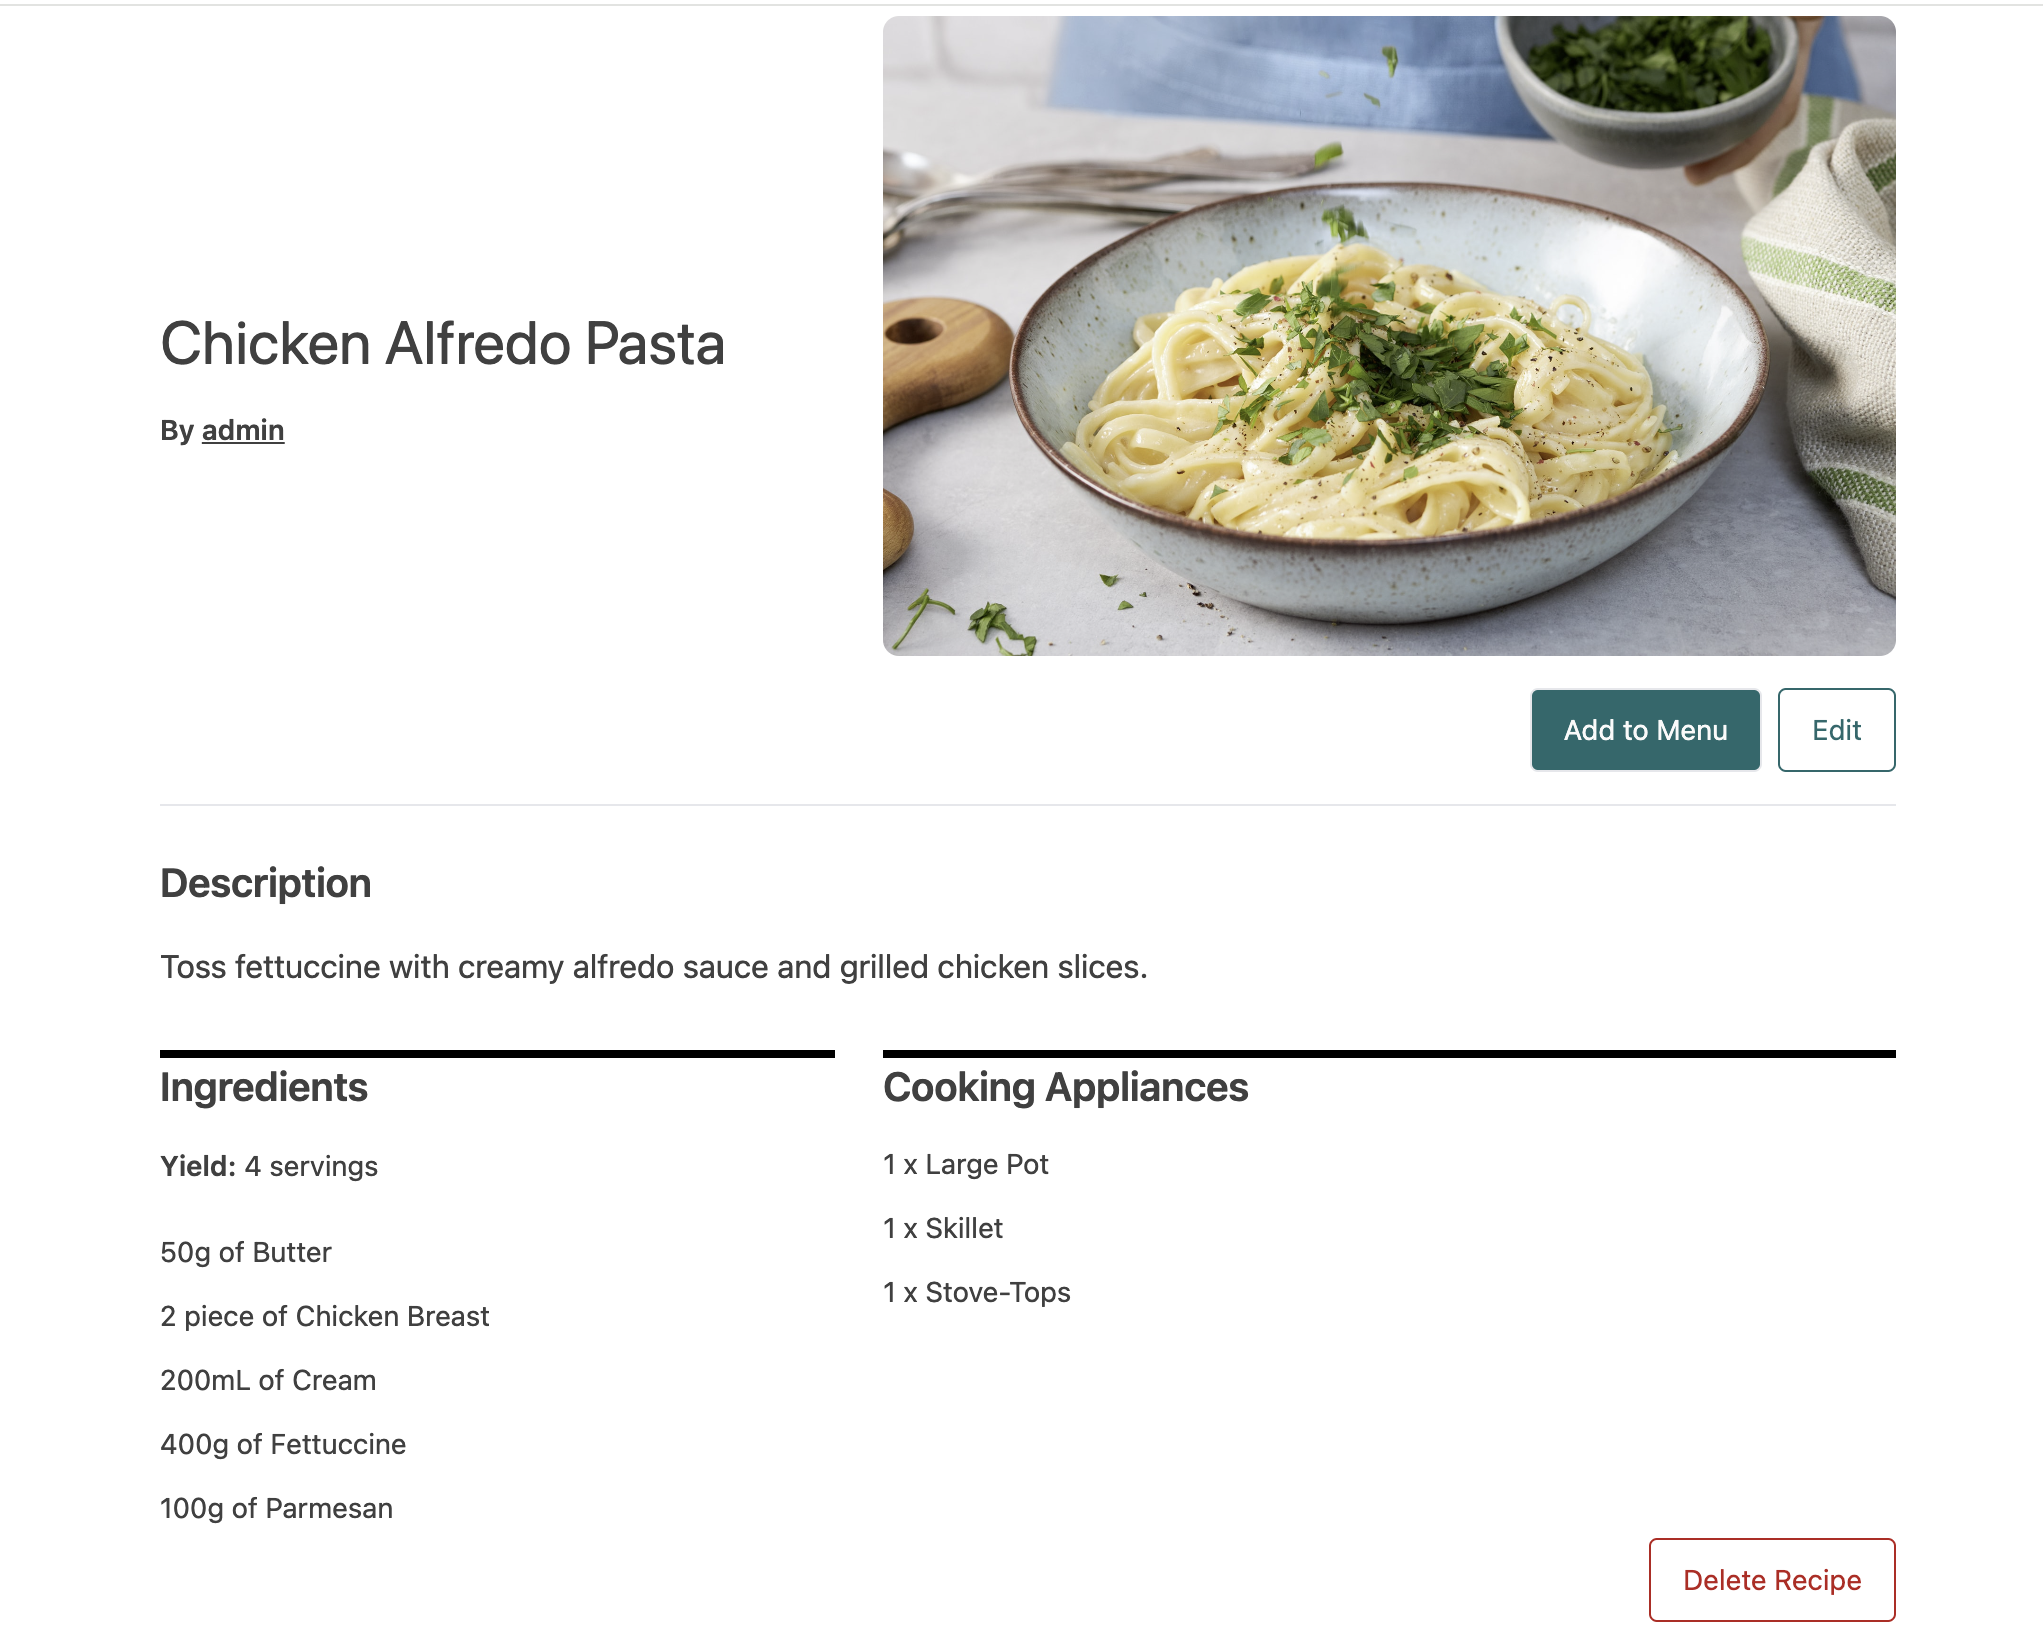 Chicken Alfredo Pasta
By admin
Add to Menu
Edit
Description
Toss fettuccine with creamy alfredo sauce and grilled chicken slices.
Ingredients
Yield: 4 servings
50g of Butter
2 piece of Chicken Breast
200mL of Cream
400g of Fettuccine
100g of Parmesan
Cooking Appliances
1 x Large Pot
1 x Skillet
1 x Stove-Tops
Delete Recipe